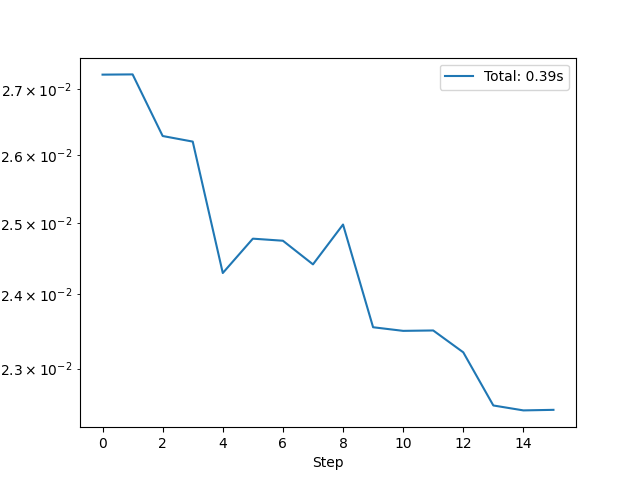 Total: 0.39s
2.7 × 10⁻²
2.6 × 10⁻²
2.5 × 10⁻²
2.4 × 10⁻²
2.3 × 10⁻²
0 2 4 6 8 10 12 14
Step